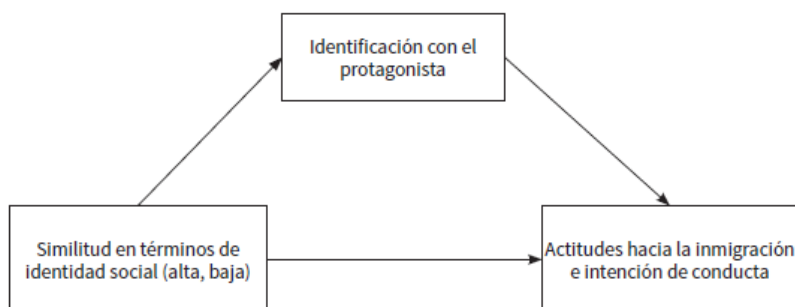 Identificación con el
protagonista
Similitud en términos de
identidad social (alta, baja)
Actitudes hacia la inmigración
e intención de conducta